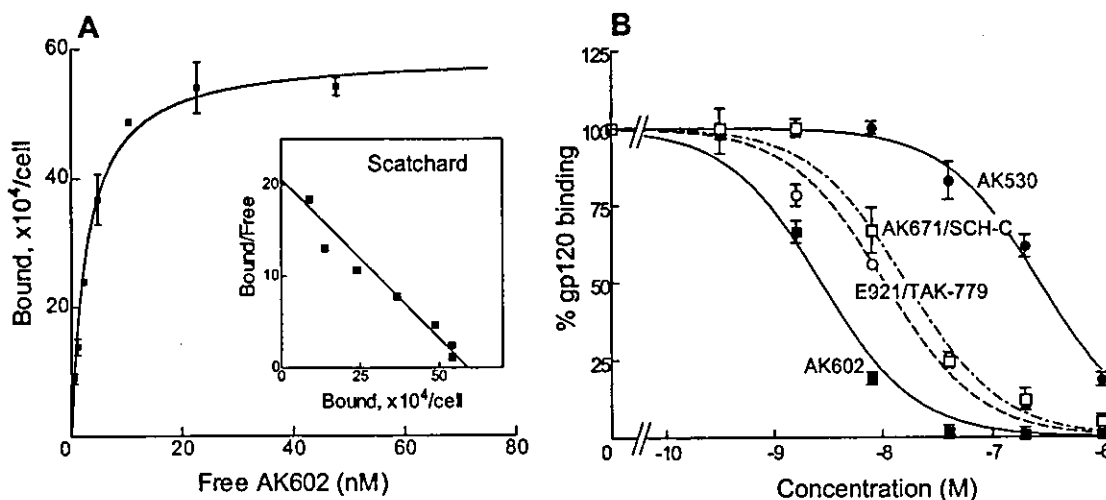 A
Bound, x10⁴/cell
60
40
20
0
0
20
40
60
80
Free AK602 (nM)
Scatchard
Bound/Free
20
10
0
0
25
50
Bound, x10⁴/cell
B
% gp120 binding
125
100
75
50
25
AK530
AK671/SCH-C
E921/TAK-779
AK602
0
-10
-9
-8
-7
-6
Concentration (M)